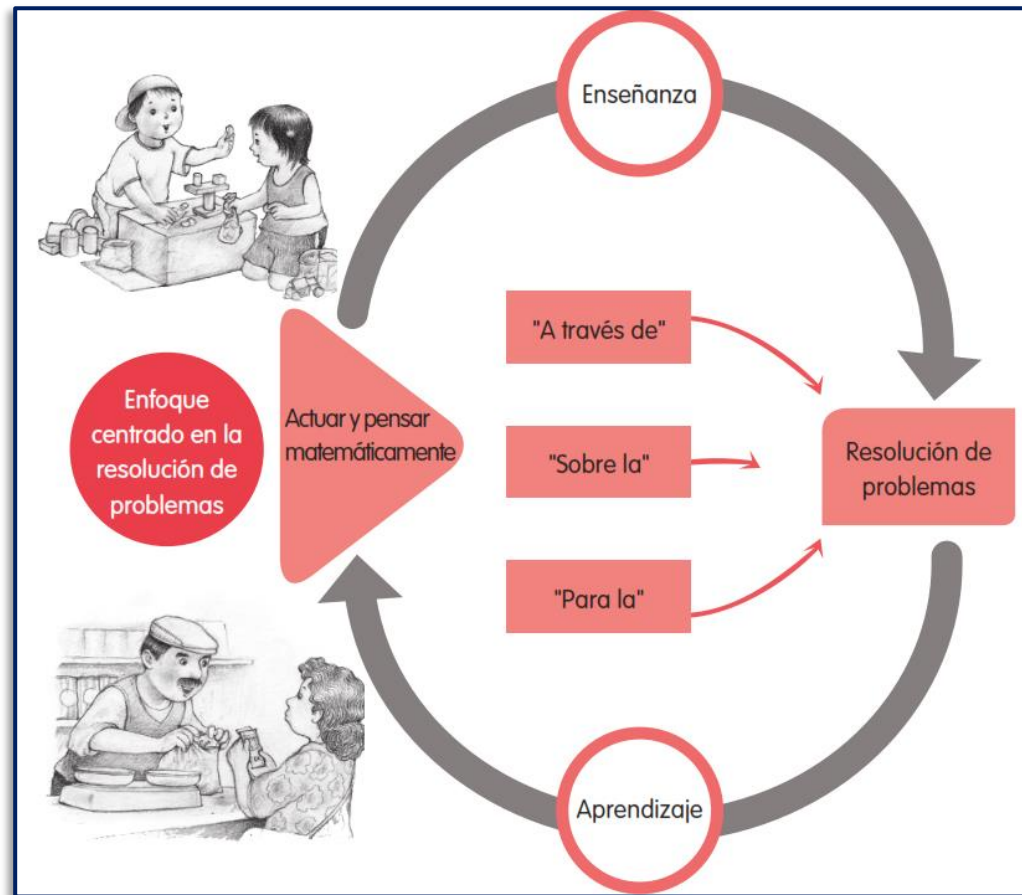 Enseñanza
"A través de"
Enfoque
centrado en la
resolución de
problemas
Actuar y pensar
matemáticamente
"Sobre la"
Resolución de
problemas
"Para la"
Aprendizaje